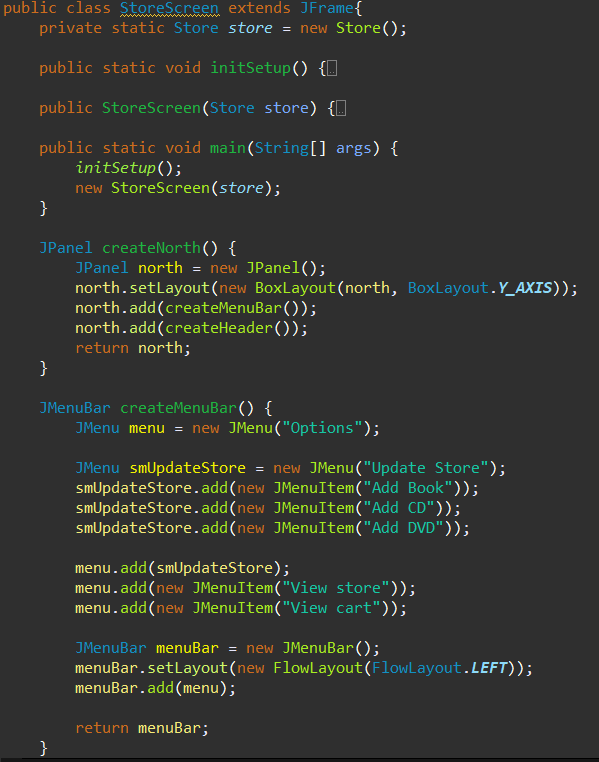 public class StoreScreen extends JFrame{
    private static Store store = new Store();

    public static void initSetup() {

    public StoreScreen(Store store) {

    public static void main(String[] args) {
        initSetup();
        new StoreScreen(store);
    }

    JPanel createNorth() {
        JPanel north = new JPanel();
        north.setLayout(new BoxLayout(north, BoxLayout.Y_AXIS));
        north.add(createMenuBar());
        north.add(createHeader());
        return north;
    }

    JMenuBar createMenuBar() {
        JMenu menu = new JMenu("Options");

        JMenu smUpdateStore = new JMenu("Update Store");
        smUpdateStore.add(new JMenuItem("Add Book"));
        smUpdateStore.add(new JMenuItem("Add CD"));
        smUpdateStore.add(new JMenuItem("Add DVD"));

        menu.add(smUpdateStore);
        menu.add(new JMenuItem("View store"));
        menu.add(new JMenuItem("View cart"));

        JMenuBar menuBar = new JMenuBar();
        menuBar.setLayout(new FlowLayout(FlowLayout.LEFT));
        menuBar.add(menu);

        return menuBar;
    }